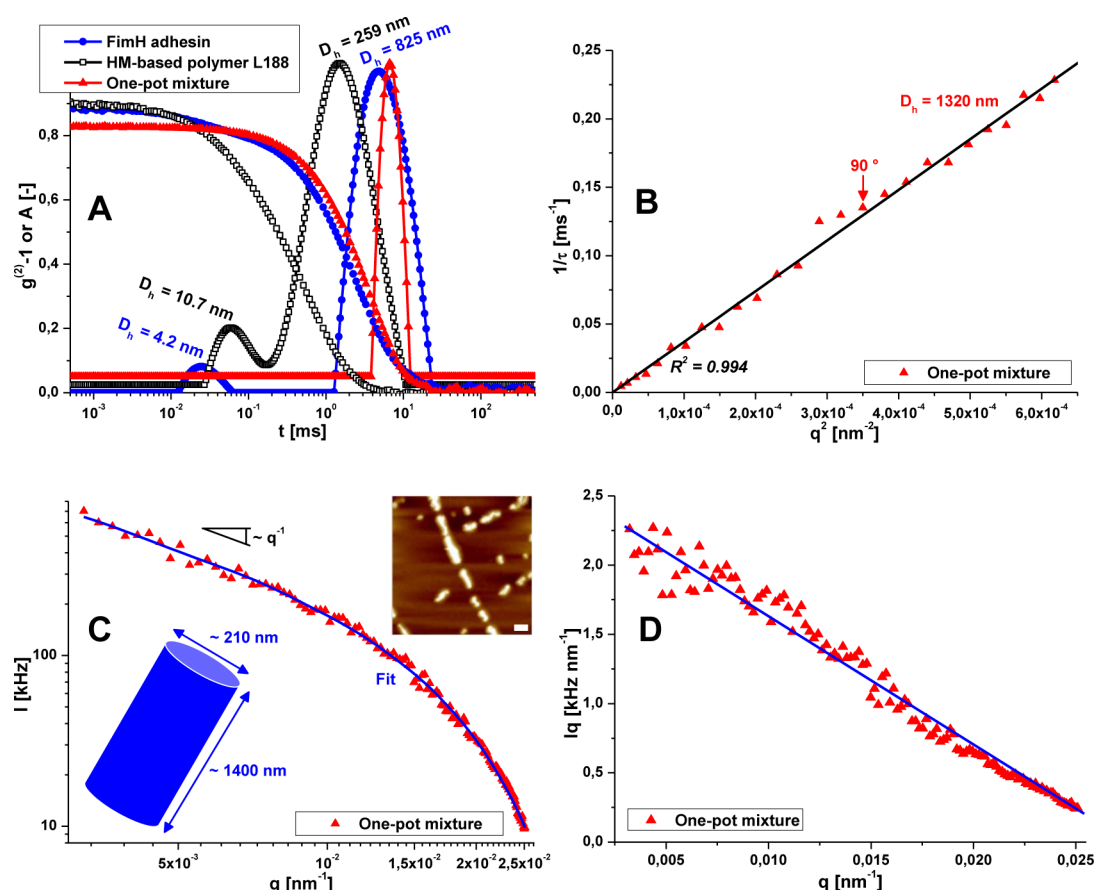 FimH adhesin
HM-based polymer L188
One-pot mixture
D_h = 259 nm
D_h = 825 nm
D_h = 10.7 nm
D_h = 4.2 nm
A
g^(2)-1 or A [-]
0,8
0,6
0,4
0,2
0,0
10^-3 10^-2 10^-1 10^0 10^1 10^2
t [ms]
B
D_h = 1320 nm
90 °
R^2 = 0.994
One-pot mixture
1/τ [ms^-1]
0,25
0,20
0,15
0,10
0,05
0,00
0,0 1,0x10^-4 2,0x10^-4 3,0x10^-4 4,0x10^-4 5,0x10^-4 6,0x10^-4
q^2 [nm^-2]
~ q^-1
C
~ 210 nm
Fit
~ 1400 nm
One-pot mixture
I [kHz]
100
10
5x10^-3 10^-2 1,5x10^-2 2x10^-2 2,5x10^-2
q [nm^-1]
D
One-pot mixture
Iq [kHz nm^-1]
2,5
2,0
1,5
1,0
0,5
0,0
0,005 0,010 0,015 0,020 0,025
q [nm^-1]